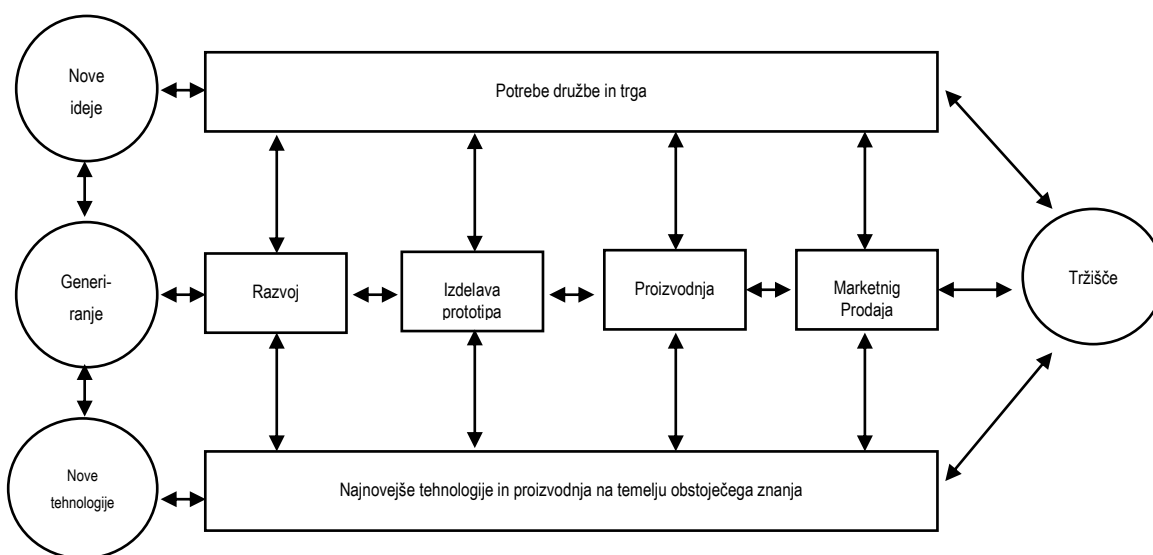 Nove
ideje
Potrebe družbe in trga
Generi-
ranje
Razvoj
Izdelava
prototipa
Proizvodnja
Marketnig
Prodaja
Tržišče
Nove
tehnologije
Najnovejše tehnologije in proizvodnja na temelju obstoječega znanja